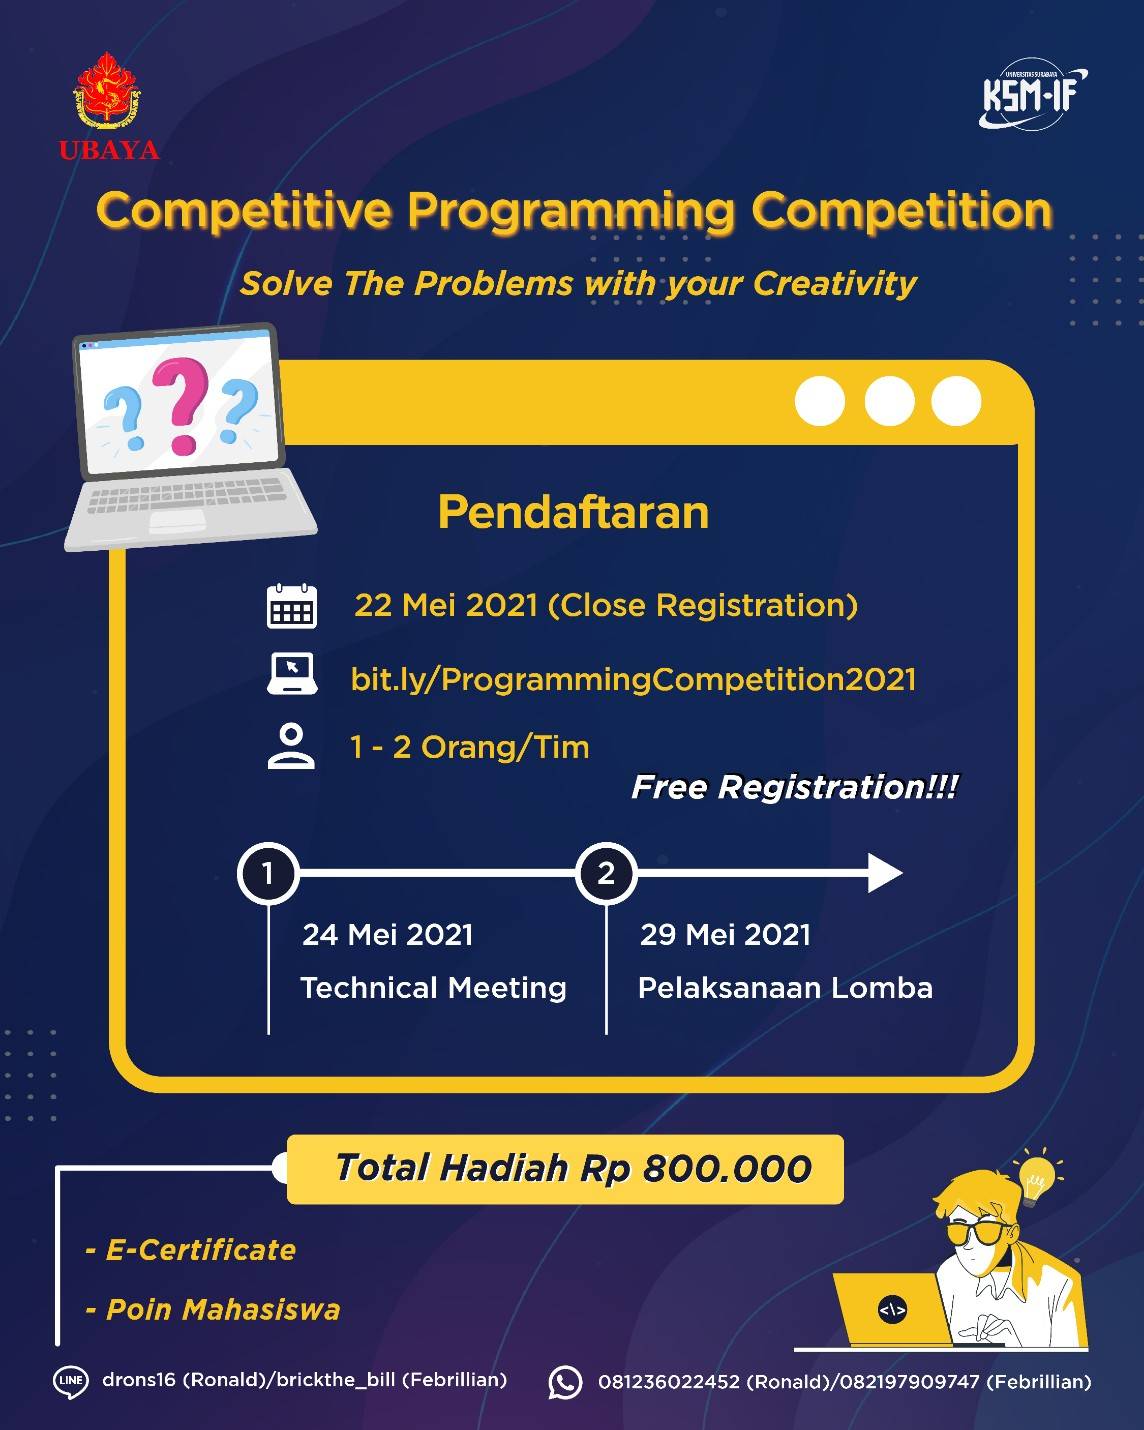 UBAYA
UNIVERSITAS SURABAYA
KSM-IF
Competitive Programming Competition
Solve The Problems with your Creativity
? ? ?
Pendaftaran
22 Mei 2021 (Close Registration)
bit.ly/ProgrammingCompetition2021
1 - 2 Orang/Tim
Free Registration!!!
1 2
24 Mei 2021 29 Mei 2021
Technical Meeting Pelaksanaan Lomba
Total Hadiah Rp 800.000
- E-Certificate
- Poin Mahasiswa
<\>
LINE drons16 (Ronald)/brickthe_bill (Febrillian) 081236022452 (Ronald)/082197909747 (Febrillian)